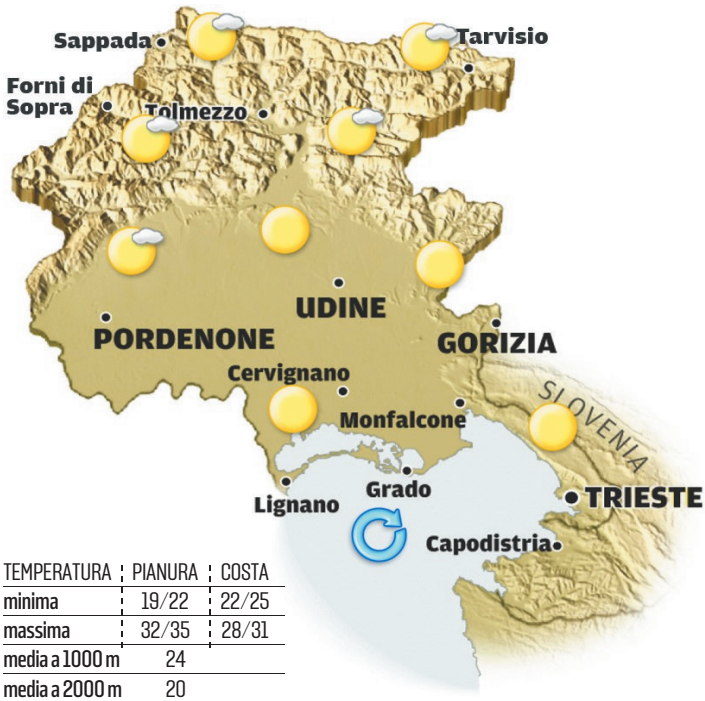 Sappada
Tarvisio
Forni di
Sopra
Tolmezzo
UDINE
PORDENONE
GORIZIA
Cervignano
SLOVENIA
Monfalcone
Grado
Lignano
TRIESTE
Capodistria
TEMPERATURA PIANURA COSTA
minima 19/22 22/25
massima 32/35 28/31
media a 1000 m 24
media a 2000 m 20